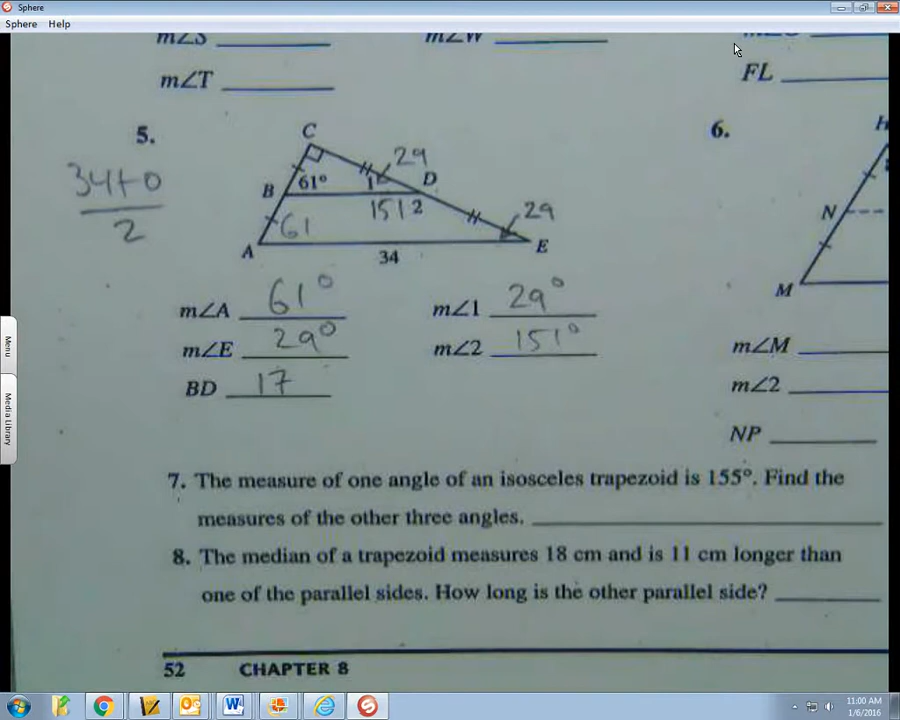 Sphere
Sphere Help
m∠S
m∠W
m∠T
FL
5.
34+0
2
C
29
B 61° 1 D
151 2
61
29
A
34
E
6.
H
N
M
m∠A 61°
m∠1 29°
m∠E 29°
m∠2 151°
BD 17
m∠M
m∠2
NP
7. The measure of one angle of an isosceles trapezoid is 155°. Find the
measures of the other three angles.
8. The median of a trapezoid measures 18 cm and is 11 cm longer than
one of the parallel sides. How long is the other parallel side?
52 CHAPTER 8
Menu
Media Library
11:00 AM
1/6/2016